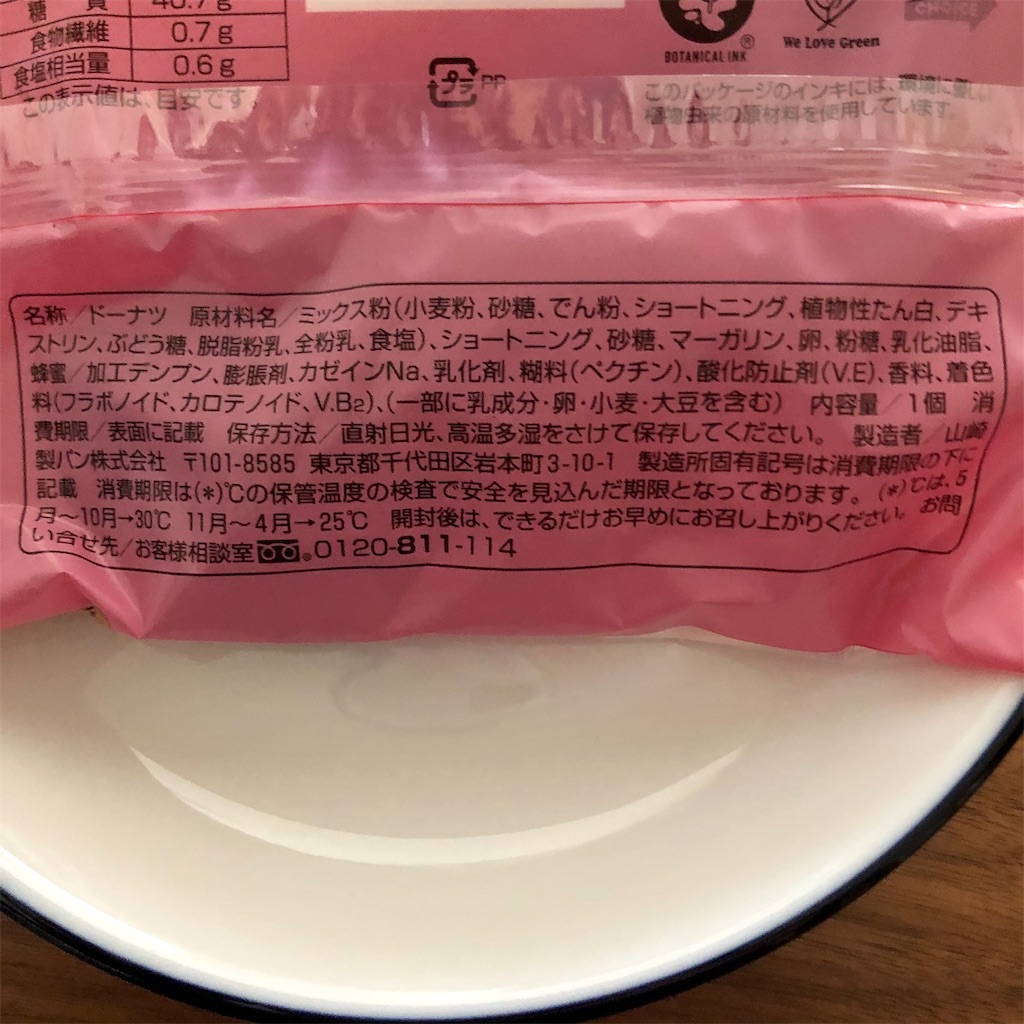 糖 質 40.7g
食物繊維 0.7g
食塩相当量 0.6g
この表示値は、目安です。
プラ PP
BOTANICAL INK ®
We Love Green
CHOICE
このパッケージのインキには、環境に優しい
植物由来の原材料を使用しています。
名称/ドーナツ 原材料名/ミックス粉(小麦粉、砂糖、でん粉、ショートニング、植物性たん白、デキ
ストリン、ぶどう糖、脱脂粉乳、全粉乳、食塩)、ショートニング、砂糖、マーガリン、卵、粉糖、乳化油脂、
蜂蜜/加工デンプン、膨脹剤、カゼインNa、乳化剤、糊料(ペクチン)、酸化防止剤(V.E)、香料、着色
料(フラボノイド、カロテノイド、V.B2)、(一部に乳成分・卵・小麦・大豆を含む) 内容量/1個 消
費期限/表面に記載 保存方法/直射日光、高温多湿をさけて保存してください。 製造者/山崎
製パン株式会社 〒101-8585 東京都千代田区岩本町3-10-1 製造所固有記号は消費期限の下に
記載 消費期限は(*)℃の保管温度の検査で安全を見込んだ期限となっております。 (*)℃は、5
月~10月→30℃ 11月~4月→25℃ 開封後は、できるだけお早めにお召し上がりください。 お問
い合せ先/お客様相談室 ®0120-811-114